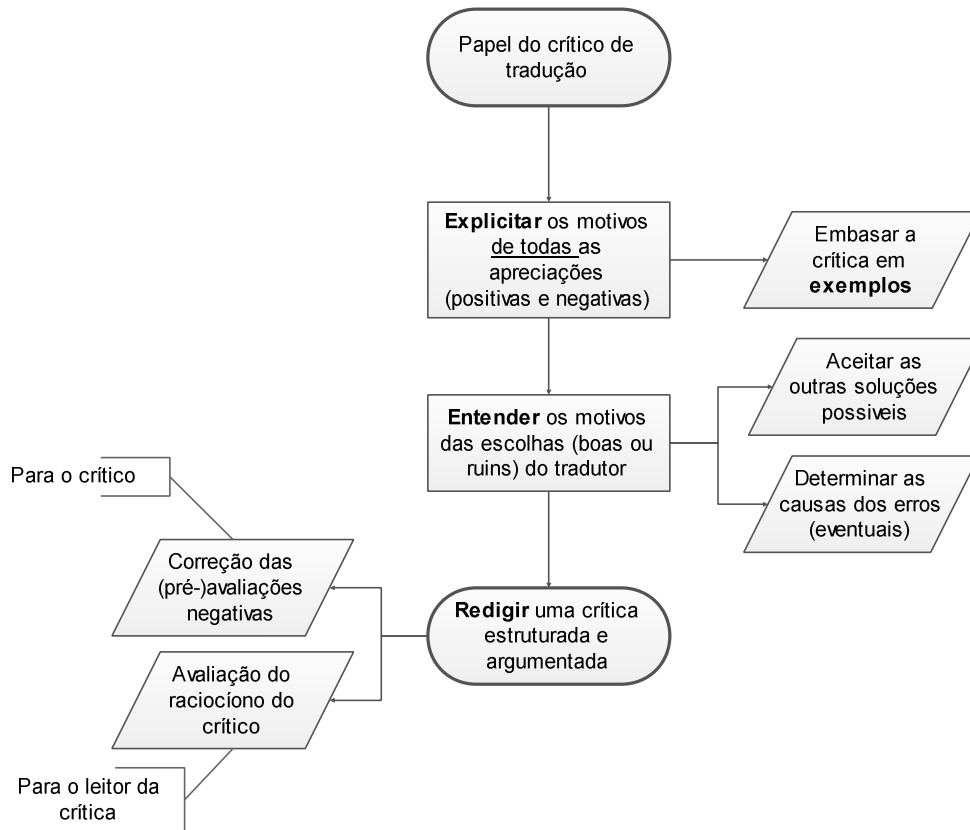 Papel do crítico de
tradução
Explicitar os motivos
de todas as
apreciações
(positivas e negativas)
Embasar a
crítica em
exemplos
Aceitar as
outras soluções
possiveis
Entender os motivos
das escolhas (boas ou
ruins) do tradutor
Determinar as
causas dos erros
(eventuais)
Para o crítico
Correção das
(pré-)avaliações
negativas
Redigir uma crítica
estruturada e
argumentada
Avaliação do
raciocíono do
crítico
Para o leitor da
crítica